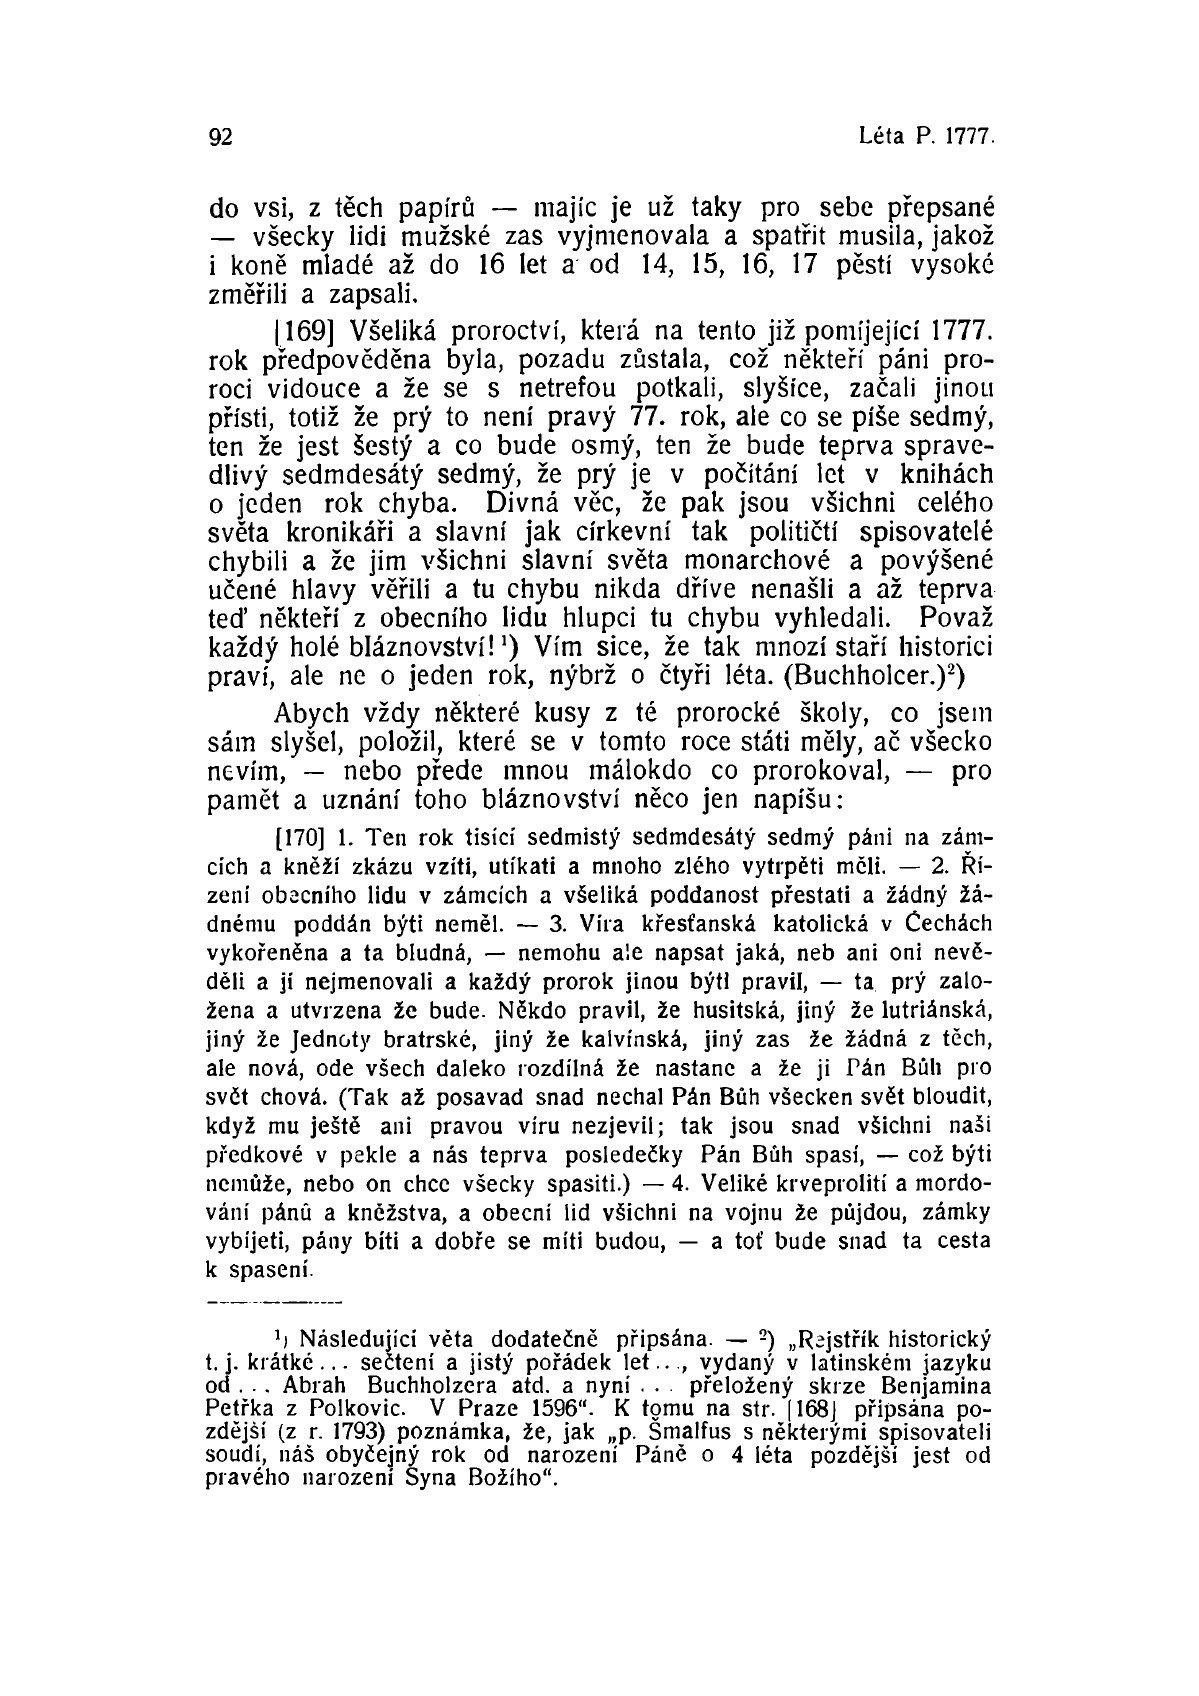 92 Léta P. 1777.
do vsi, z těch papírů — majíc je už taky pro sebe přepsané
— všecky lidi mužské zas vyjmenovala a spatřit musila, jakož
i koně mladé až do 16 let a od 14, 15, 16, 17 pěstí vysoké
změřili a zapsali.
[169] Všeliká proroctví, která na tento již pomíjející 1777.
rok předpověděna byla, pozadu zůstala, což někteří páni pro-
roci vidouce a že se s netrefou potkali, slyšíce, začali jinou
přísti, totiž že prý to není pravý 77. rok, ale co se píše sedmý,
ten že jest šestý a co bude osmý, ten že bude teprva sprave-
dlivý sedmdesátý sedmý, že prý je v počítání let v knihách
o jeden rok chyba. Divná věc, že pak jsou všichni celého
světa kronikáři a slavní jak církevní tak političtí spisovatelé
chybili a že jim všichni slavní světa monarchové a povýšené
učené hlavy věřili a tu chybu nikda dříve nenašli a až teprva
teď někteří z obecního lidu hlupci tu chybu vyhledali. Považ
každý holé bláznovství!¹) Vím sice, že tak mnozí staří historici
praví, ale ne o jeden rok, nýbrž o čtyři léta. (Buchholcer.)²)
Abych vždy některé kusy z té prorocké školy, co jsem
sám slyšel, položil, které se v tomto roce státi měly, ač všecko
nevím, — nebo přede mnou málokdo co prorokoval, — pro
pamět a uznání toho bláznovství něco jen napíšu:
[170] 1. Ten rok tisící sedmistý sedmdesátý sedmý páni na zám-
cích a kněží zkázu vzíti, utíkati a mnoho zlého vytrpěti měli. — 2. Ří-
zení obecního lidu v zámcích a všeliká poddanost přestati a žádný žá-
dnému poddán býti neměl. — 3. Víra křesťanská katolická v Čechách
vykořeněna a ta bludná, — nemohu ale napsat jaká, neb ani oni nevě-
děli a jí nejmenovali a každý prorok jinou býti pravil, — ta prý zalo-
žena a utvrzena že bude. Někdo pravil, že husitská, jiný že lutriánská,
jiný že Jednoty bratrské, jiný že kalvínská, jiný zas že žádná z těch,
ale nová, ode všech daleko rozdílná že nastane a že ji Pán Bůh pro
svět chová. (Tak až posavad snad nechal Pán Bůh všecken svět bloudit,
když mu ještě ani pravou víru nezjevil; tak jsou snad všichni naši
předkové v pekle a nás teprva posledečky Pán Bůh spasí, — což býti
nemůže, nebo on chce všecky spasiti.) — 4. Veliké krveprolití a mordo-
vání pánů a kněžstva, a obecní lid všichni na vojnu že půjdou, zámky
vybíjeti, pány bíti a dobře se míti budou, — a toť bude snad ta cesta
k spasení.
¹) Následující věta dodatečně připsána. — ²) „Rejstřík historický
t. j. krátké... sečtení a jistý pořádek let..., vydaný v latinském jazyku
od... Abrah Buchholzera atd. a nyní... přeložený skrze Benjamina
Petřka z Polkovic. V Praze 1596“. K tomu na str. [168] připsána po-
zdější (z r. 1793) poznámka, že, jak „p. Šmalfus s některými spisovateli
soudí, náš obyčejný rok od narození Páně o 4 léta pozdější jest od
pravého narození Syna Božího“.